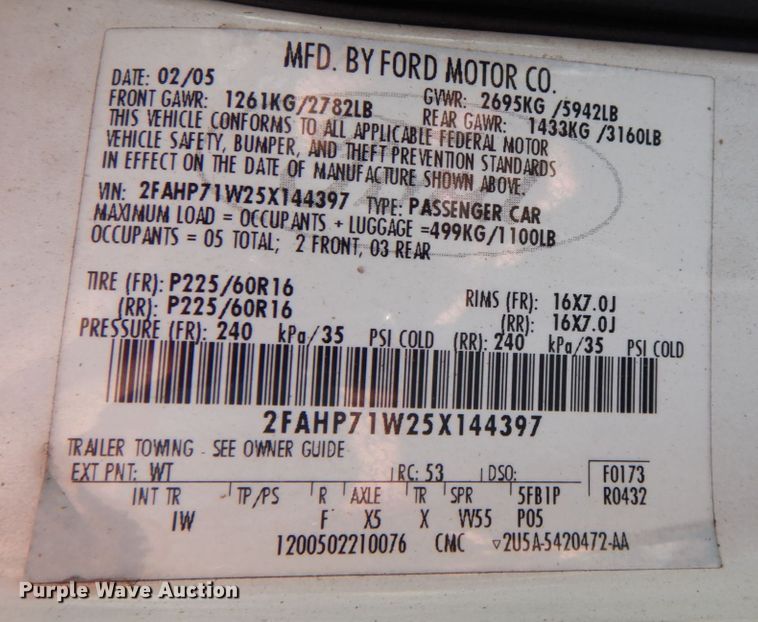 MFD. BY FORD MOTOR CO.
DATE: 02/05
GVWR: 2695KG /5942LB
FRONT GAWR: 1261KG/2782LB
REAR GAWR: 1433KG /3160LB
THIS VEHICLE CONFORMS TO ALL APPLICABLE FEDERAL MOTOR
VEHICLE SAFETY, BUMPER, AND THEFT PREVENTION STANDARDS
IN EFFECT ON THE DATE OF MANUFACTURE SHOWN ABOVE.
VIN: 2FAHP71W25X144397 TYPE: PASSENGER CAR
MAXIMUM LOAD = OCCUPANTS + LUGGAGE =499KG/1100LB
OCCUPANTS = 05 TOTAL; 2 FRONT, 03 REAR
TIRE (FR): P225/60R16 RIMS (FR): 16X7.0J
(RR): P225/60R16 (RR): 16X7.0J
PRESSURE (FR): 240 kPa/35 PSI COLD (RR): 240 kPa/35 PSI COLD
2FAHP71W25X144397
TRAILER TOWING - SEE OWNER GUIDE
EXT PNT: WT RC: 53 DSO: F0173
INT TR TP/PS R AXLE TR SPR 5FB1P R0432
IW F X5 X VV55 P05
1200502210076 CMC ▽2U5A-5420472-AA
Purple Wave Auction